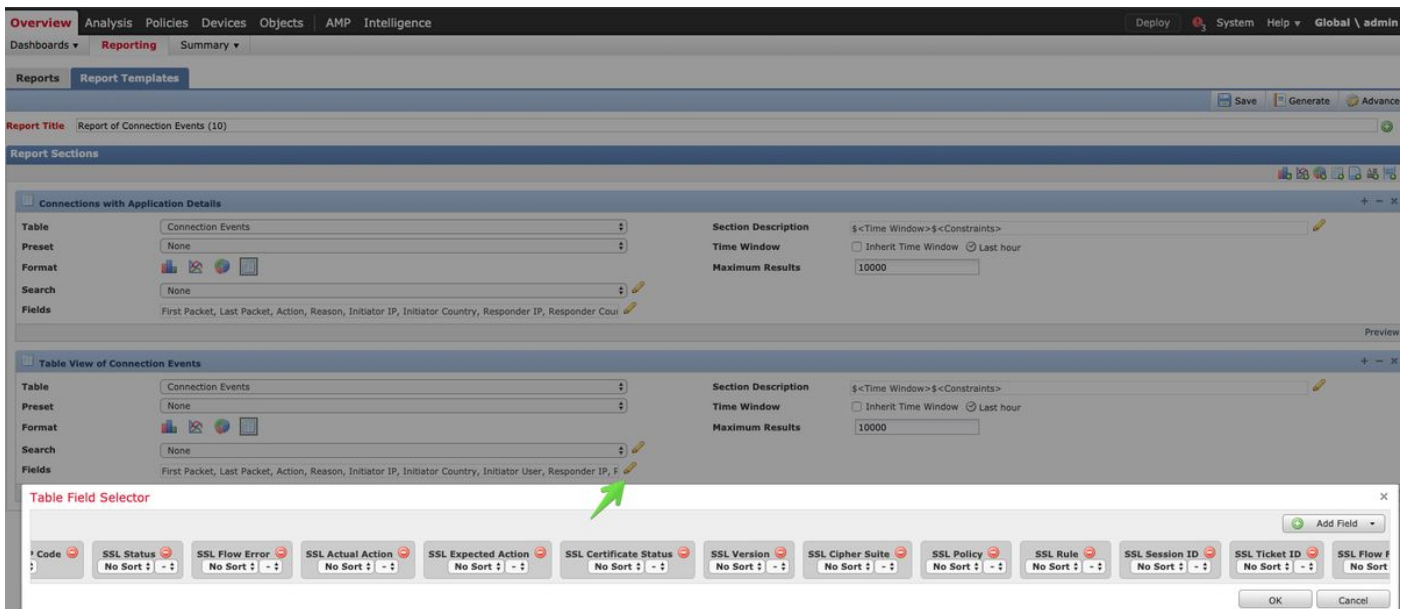 Overview Analysis Policies Devices Objects AMP Intelligence Deploy 3 System Help Global \ admin
Dashboards Reporting Summary
Reports Report Templates
Save Generate Advance
Report Title Report of Connection Events (10)
Report Sections
Connections with Application Details
Table Connection Events Section Description $<Time Window>$<Constraints>
Preset None Time Window Inherit Time Window Last hour
Format Maximum Results 10000
Search None
Fields First Packet, Last Packet, Action, Reason, Initiator IP, Initiator Country, Responder IP, Responder Cou
Preview
Table View of Connection Events
Table Connection Events Section Description $<Time Window>$<Constraints>
Preset None Time Window Inherit Time Window Last hour
Format Maximum Results 10000
Search None
Fields First Packet, Last Packet, Action, Reason, Initiator IP, Initiator Country, Initiator User, Responder IP, F
Table Field Selector
Add Field
Code SSL Status SSL Flow Error SSL Actual Action SSL Expected Action SSL Certificate Status SSL Version SSL Cipher Suite SSL Policy SSL Rule SSL Session ID SSL Ticket ID SSL Flow F
No Sort - No Sort - No Sort - No Sort - No Sort - No Sort - No Sort - No Sort - No Sort - No Sort - No Sort - No Sort
OK Cancel